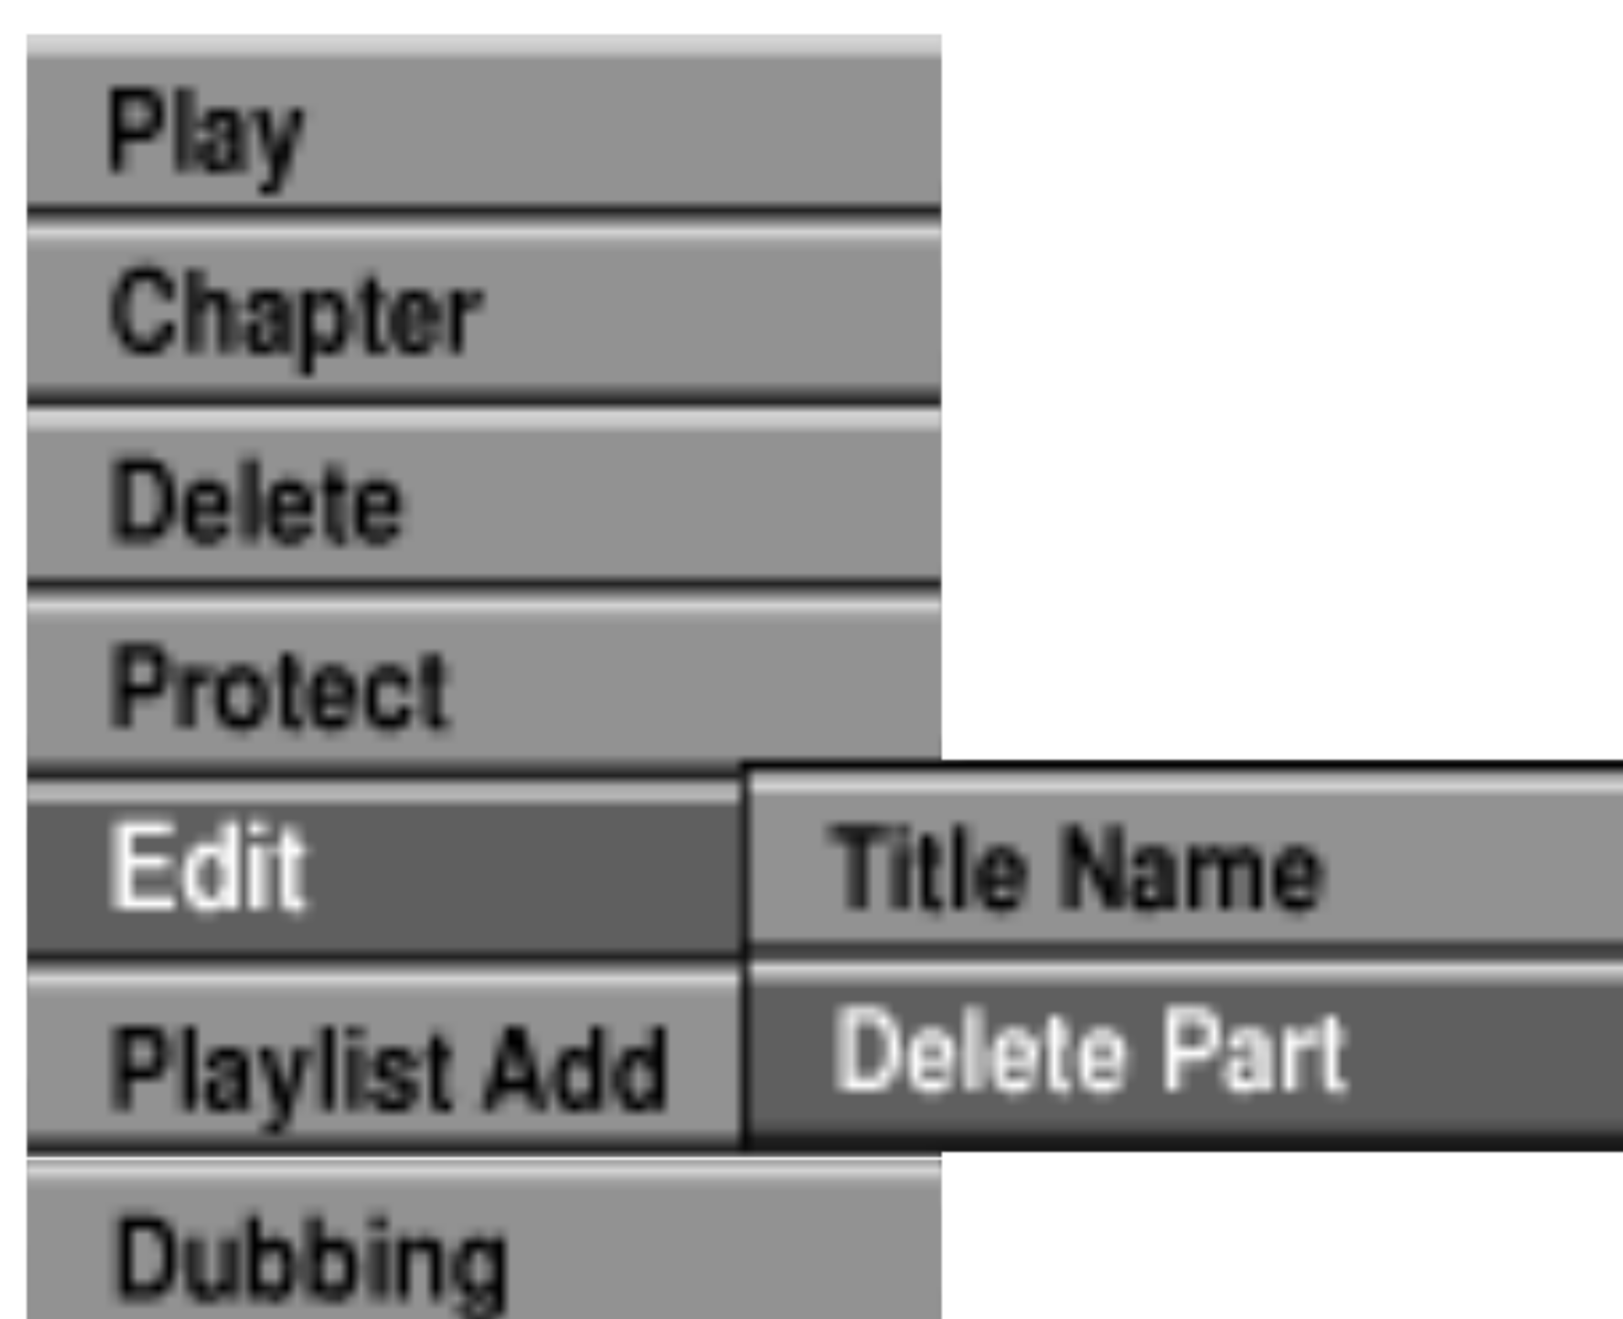 Play
Chapter
Delete
Protect
Edit
Title Name
Playlist Add
Delete Part
Dubbing